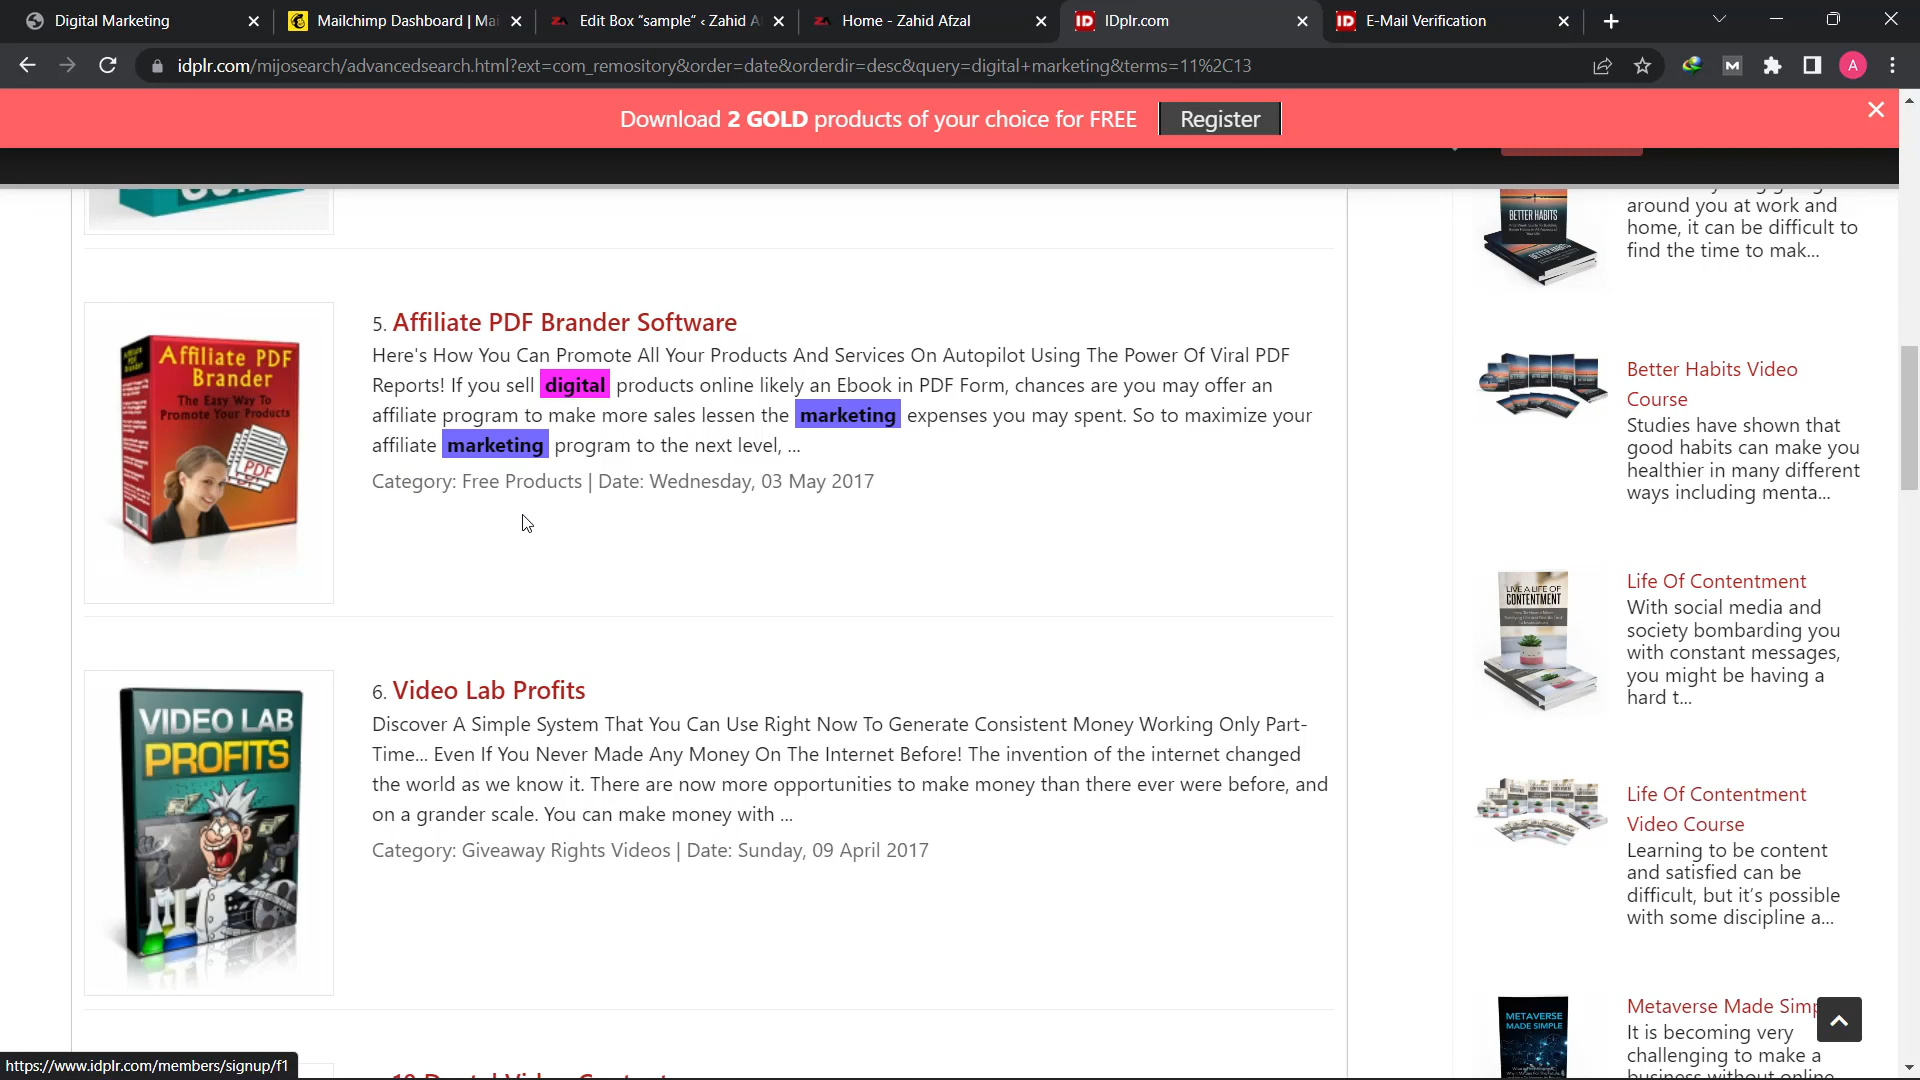 Digital Marketing
Mailchimp Dashboard | Mai
Edit Box “sample” ‹ Zahid A
Home - Zahid Afzal
IDplr.com
E-Mail Verification
idplr.com/mijosearch/advancedsearch.html?ext=com_remository&order=date&orderdir=desc&query=digital+marketing&terms=11%2C13
Download 2 GOLD products of your choice for FREE Register
5. Affiliate PDF Brander Software
Here's How You Can Promote All Your Products And Services On Autopilot Using The Power Of Viral PDF
Reports! If you sell digital products online likely an Ebook in PDF Form, chances are you may offer an
affiliate program to make more sales lessen the marketing expenses you may spent. So to maximize your
affiliate marketing program to the next level, ...
Category: Free Products | Date: Wednesday, 03 May 2017
Affiliate PDF
Brander
The Easy Way To
Promote Your Products
PDF
6. Video Lab Profits
Discover A Simple System That You Can Use Right Now To Generate Consistent Money Working Only Part-
Time... Even If You Never Made Any Money On The Internet Before! The invention of the internet changed
the world as we know it. There are now more opportunities to make money than there ever were before, and
on a grander scale. You can make money with ...
Category: Giveaway Rights Videos | Date: Sunday, 09 April 2017
VIDEO LAB
PROFITS
BETTER HABITS
around you at work and
home, it can be difficult to
find the time to mak...
Better Habits Video
Course
Studies have shown that
good habits can make you
healthier in many different
ways including menta...
LIVE A LIFE OF
CONTENTMENT
Life Of Contentment
With social media and
society bombarding you
with constant messages,
you might be having a
hard t...
Life Of Contentment
Video Course
Learning to be content
and satisfied can be
difficult, but it's possible
with some discipline a...
METAVERSE
MADE SIMPLE
Metaverse Made Simp
It is becoming very
challenging to make a
business without online
https://www.idplr.com/members/signup/f1